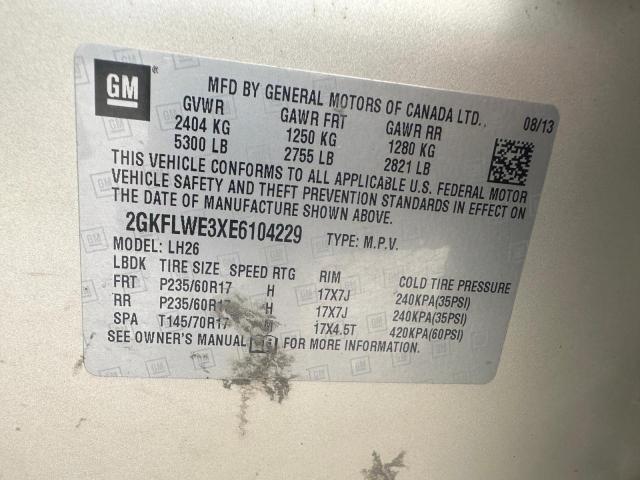 GM
MFD BY GENERAL MOTORS OF CANADA LTD. 08/13
GVWR GAWR FRT GAWR RR
2404 KG 1250 KG 1280 KG
5300 LB 2755 LB 2821 LB
THIS VEHICLE CONFORMS TO ALL APPLICABLE U.S. FEDERAL MOTOR
VEHICLE SAFETY AND THEFT PREVENTION STANDARDS IN EFFECT ON
THE DATE OF MANUFACTURE SHOWN ABOVE.
2GKFLWE3XE6104229 TYPE: M.P.V.
MODEL: LH26
LBDK TIRE SIZE SPEED RTG RIM COLD TIRE PRESSURE
FRT P235/60R17 H 17X7J 240KPA(35PSI)
RR P235/60R17 H 17X7J 240KPA(35PSI)
SPA T145/70R17 M 17X4.5T 420KPA(60PSI)
SEE OWNER'S MANUAL FOR MORE INFORMATION.